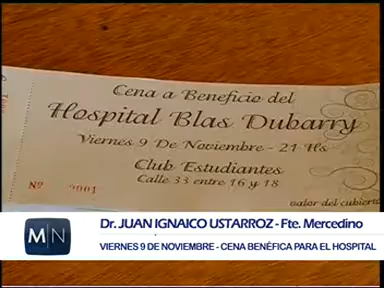 Cena a Beneficio del
Hospital Blas Dubarry
Viernes 9 De Noviembre - 21 Hs
Club Estudiantes
Calle 33 entre 16 y 18
Nº 0001
valor del cubierto
MN
Dr. JUAN IGNAICO USTARROZ - Fte. Mercedino
VIERNES 9 DE NOVIEMBRE - CENA BENÉFICA PARA EL HOSPITAL